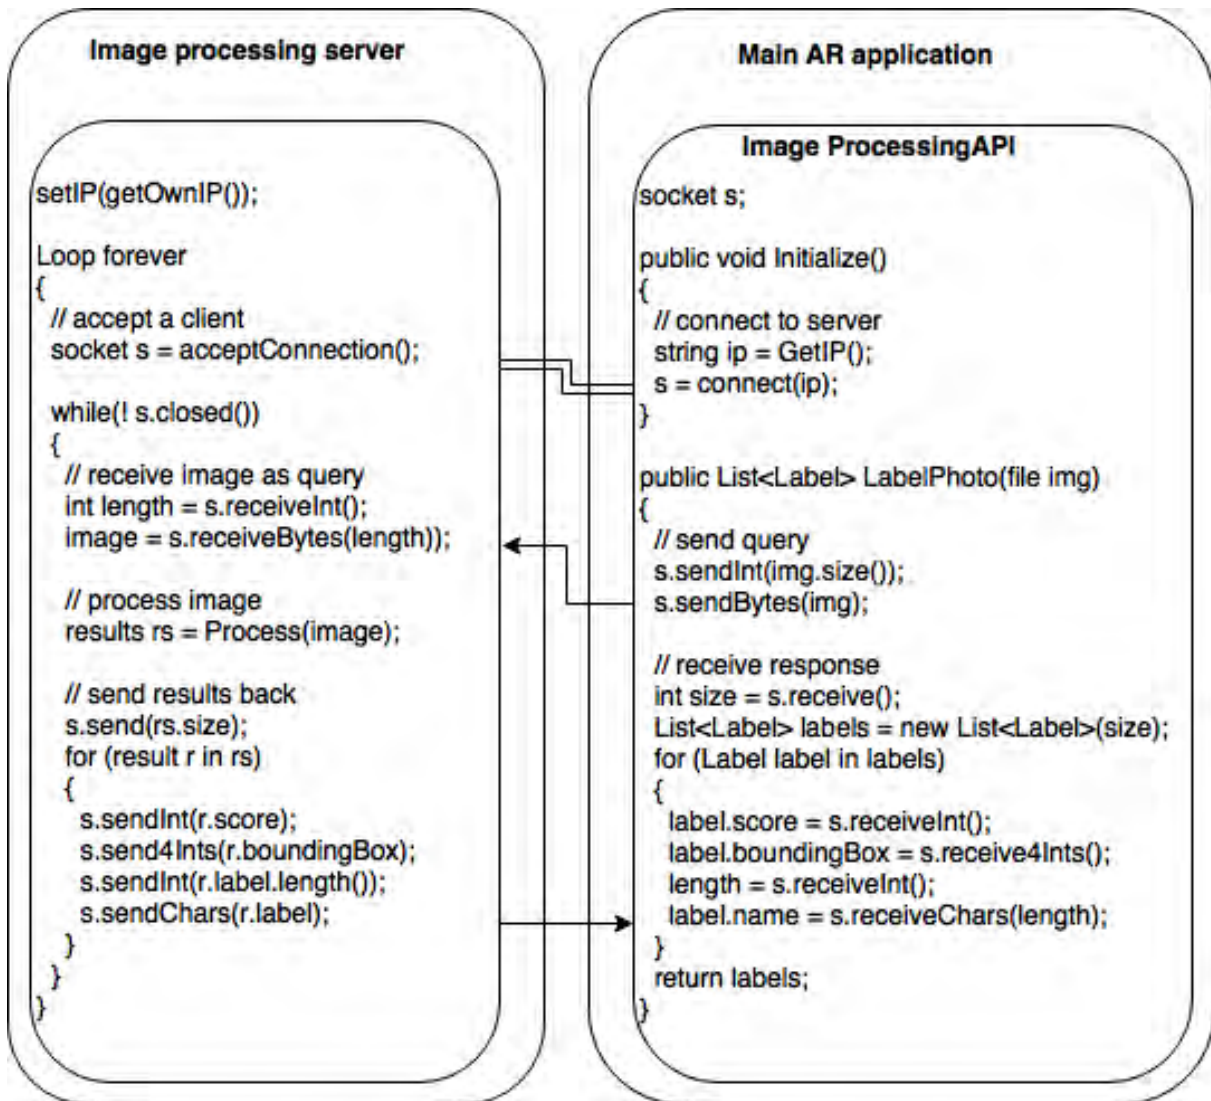 Image processing server
setIP(getOwnIP());
Loop forever
{
// accept a client
socket s = acceptConnection();
while(! s.closed())
{
// receive image as query
int length = s.receiveInt();
image = s.receiveBytes(length));
// process image
results rs = Process(image);
// send results back
s.send(rs.size);
for (result r in rs)
{
s.sendInt(r.score);
s.send4Ints(r.boundingBox);
s.sendInt(r.label.length());
s.sendChars(r.label);
}
}
}
Main AR application
Image ProcessingAPI
socket s;
public void Initialize()
{
// connect to server
string ip = GetIP();
s = connect(ip);
}
public List<Label> LabelPhoto(file img)
{
// send query
s.sendInt(img.size());
s.sendBytes(img);
// receive response
int size = s.receive();
List<Label> labels = new List<Label>(size);
for (Label label in labels)
{
label.score = s.receiveInt();
label.boundingBox = s.receive4Ints();
length = s.receiveInt();
label.name = s.receiveChars(length);
}
return labels;
}